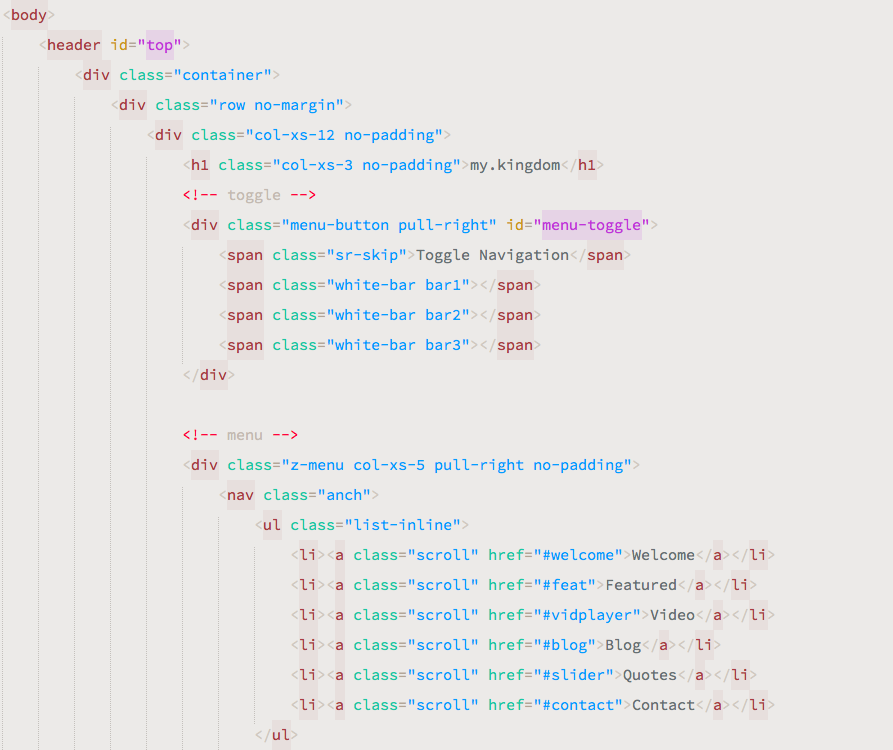 <body>
<header id="top">
<div class="container">
<div class="row no-margin">
<div class="col-xs-12 no-padding">
<h1 class="col-xs-3 no-padding">my.kingdom</h1>
<!-- toggle -->
<div class="menu-button pull-right" id="menu-toggle">
<span class="sr-skip">Toggle Navigation</span>
<span class="white-bar bar1"></span>
<span class="white-bar bar2"></span>
<span class="white-bar bar3"></span>
</div>
<!-- menu -->
<div class="z-menu col-xs-5 pull-right no-padding">
<nav class="anch">
<ul class="list-inline">
<li><a class="scroll" href="#welcome">Welcome</a></li>
<li><a class="scroll" href="#feat">Featured</a></li>
<li><a class="scroll" href="#vidplayer">Video</a></li>
<li><a class="scroll" href="#blog">Blog</a></li>
<li><a class="scroll" href="#slider">Quotes</a></li>
<li><a class="scroll" href="#contact">Contact</a></li>
</ul>